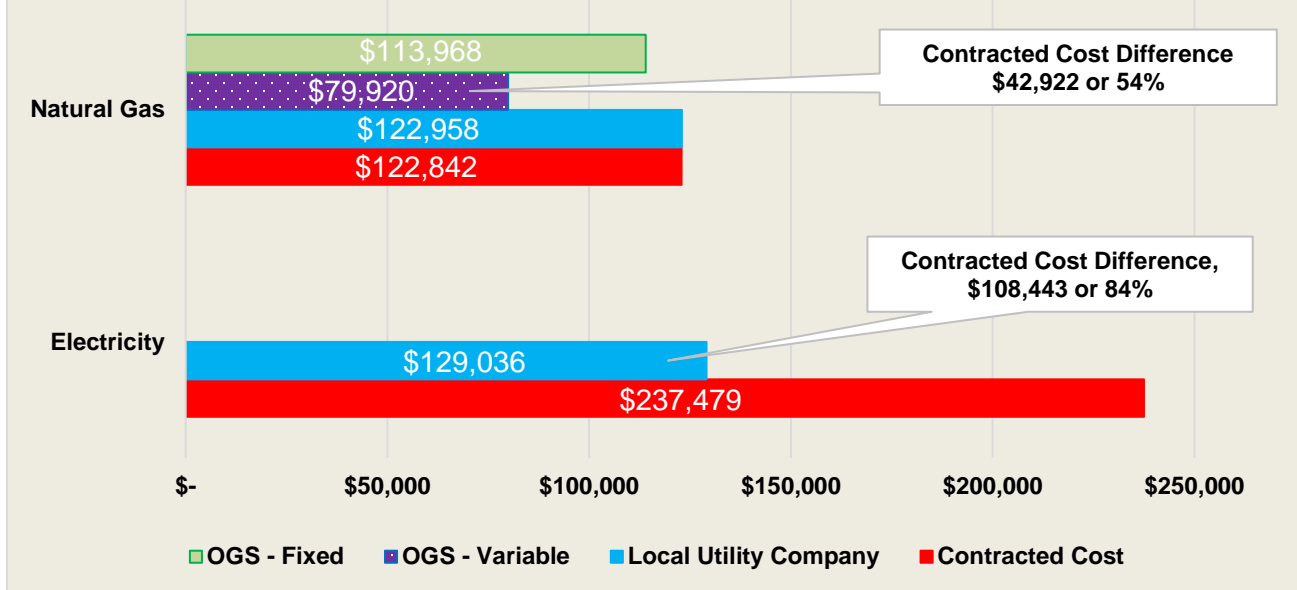 $113,968
Contracted Cost Difference
$42,922 or 54%
$79,920
Natural Gas
$122,958
$122,842
Contracted Cost Difference,
$108,443 or 84%
Electricity
$129,036
$237,479
$- $50,000 $100,000 $150,000 $200,000 $250,000
OGS - Fixed OGS - Variable Local Utility Company Contracted Cost